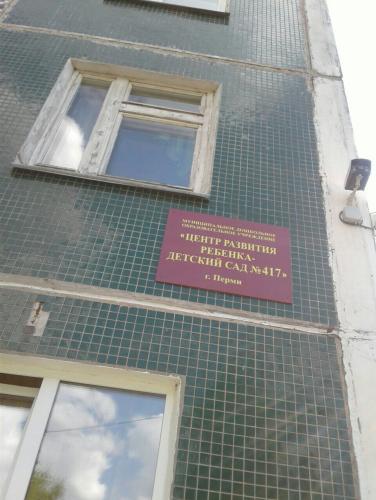 МУНИЦИПАЛЬНОЕ ДОШКОЛЬНОЕ
ОБРАЗОВАТЕЛЬНОЕ УЧРЕЖДЕНИЕ
«ЦЕНТР РАЗВИТИЯ
РЕБЕНКА-
ДЕТСКИЙ САД №417»
г. Перми